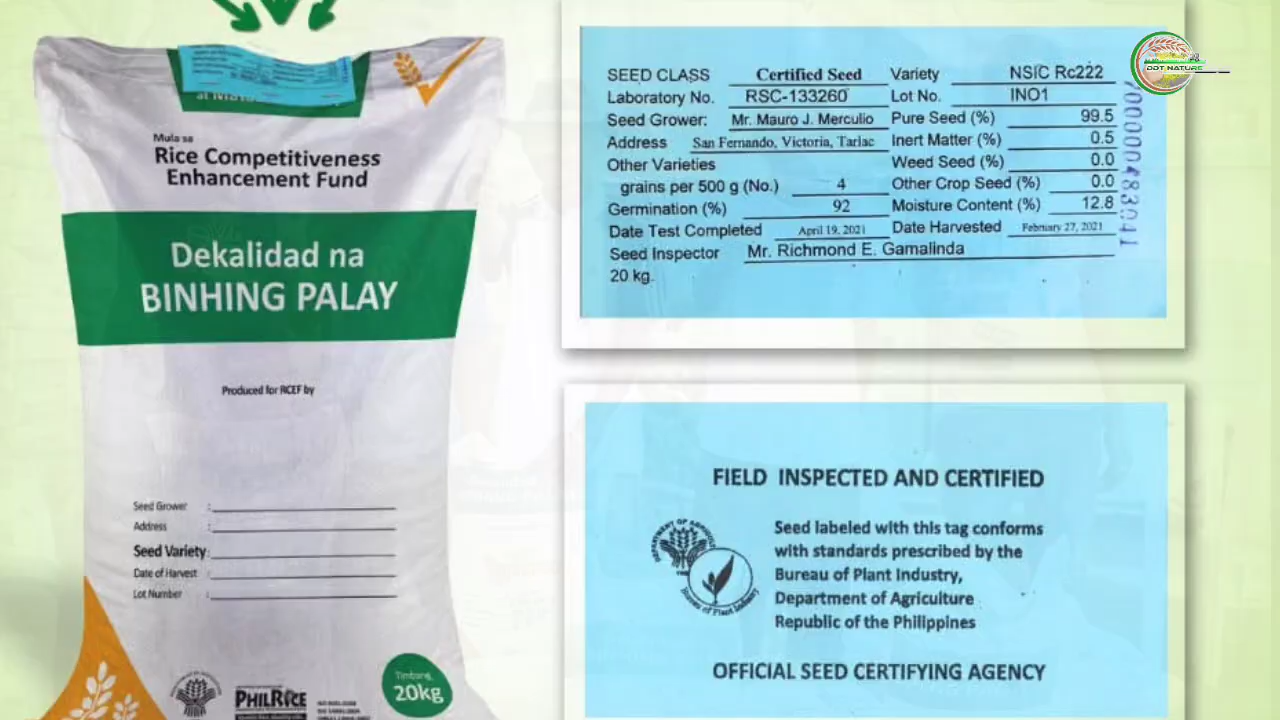 Mula sa
Rice Competitiveness
Enhancement Fund
Dekalidad na
BINHING PALAY
Produced for RCEF by
Seed Grower :
Address :
Seed Variety :
Date of Harvest :
Lot Number :
PHILRICE
Timbang
20kg
SEED CLASS Certified Seed Variety NSIC Rc222
Laboratory No. RSC-133260 Lot No. INO1
Seed Grower: Mr. Mauro J. Merculio Pure Seed (%) 99.5
Address San Fernando, Victoria, Tarlac Inert Matter (%) 0.5
Other Varieties Weed Seed (%) 0.0
grains per 500 g (No.) 4 Other Crop Seed (%) 0.0
Germination (%) 92 Moisture Content (%) 12.8
Date Test Completed April 19, 2021 Date Harvested February 27, 2021
Seed Inspector Mr. Richmond E. Gamalinda
20 kg.
DDT NATURE
FIELD INSPECTED AND CERTIFIED
Seed labeled with this tag conforms
with standards prescribed by the
Bureau of Plant Industry,
Department of Agriculture
Republic of the Philippines
Bureau of Plant Industry
OFFICIAL SEED CERTIFYING AGENCY